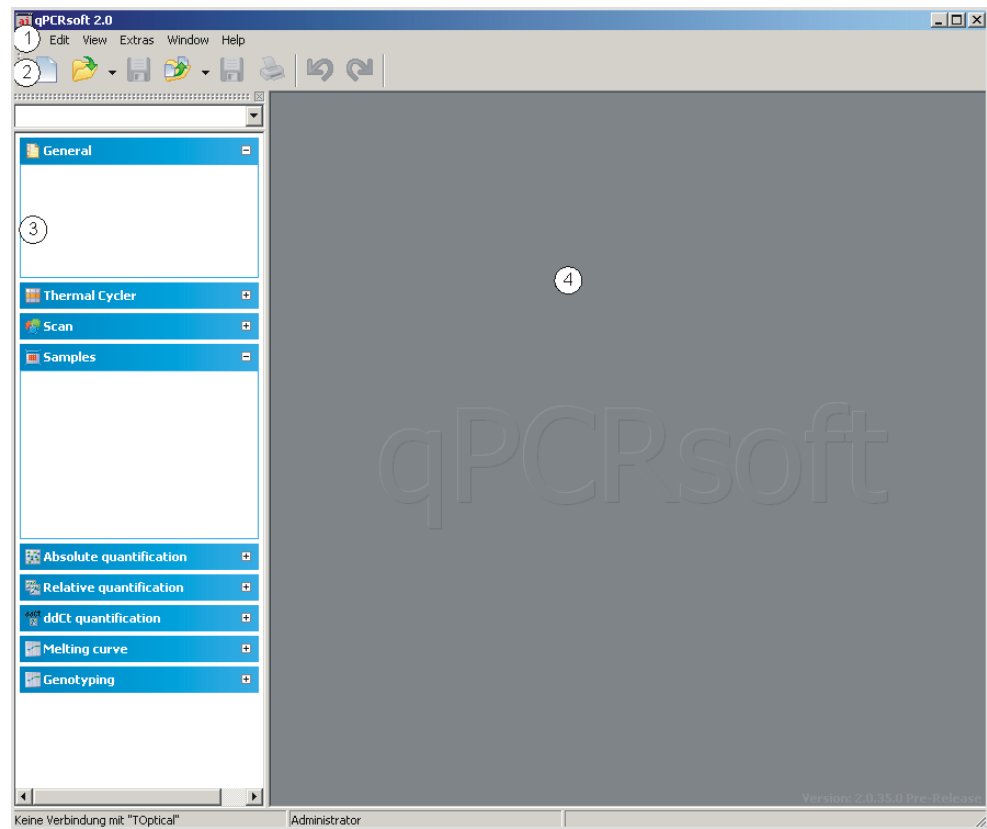 qPCRsoft 2.0
1 Edit View Extras Window Help
2
General
3
4
Thermal Cycler
Scan
Samples
qPCRsoft
Absolute quantification
Relative quantification
ddCt quantification
Melting curve
Genotyping
Version: 2.0.35.0 Pre-Release
Keine Verbindung mit "TOptical" Administrator